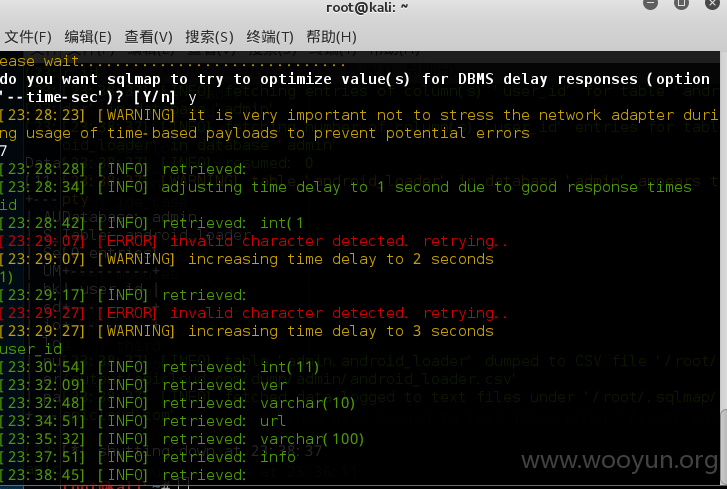 root@kali: ~
文件(F) 编辑(E) 查看(V) 搜索(S) 终端(T) 帮助(H)
ease wait..............................
do you want sqlmap to try to optimize value(s) for DBMS delay responses (option
'--time-sec')? [Y/n] y
[23:28:23] [WARNING] it is very important not to stress the network adapter duri
ng usage of time-based payloads to prevent potential errors
7
[23:28:28] [INFO] retrieved:
[23:28:34] [INFO] adjusting time delay to 1 second due to good response times
id
[23:28:42] [INFO] retrieved: int(1
[23:29:07] [ERROR] invalid character detected. retrying..
[23:29:07] [WARNING] increasing time delay to 2 seconds
1)
[23:29:17] [INFO] retrieved:
[23:29:27] [ERROR] invalid character detected. retrying..
[23:29:27] [WARNING] increasing time delay to 3 seconds
user_id
[23:30:54] [INFO] retrieved: int(11)
[23:32:09] [INFO] retrieved: ver
[23:32:48] [INFO] retrieved: varchar(10)
[23:34:51] [INFO] retrieved: url
[23:35:32] [INFO] retrieved: varchar(100)
[23:37:51] [INFO] retrieved: info
[23:38:45] [INFO] retrieved:
www.wooyun.org